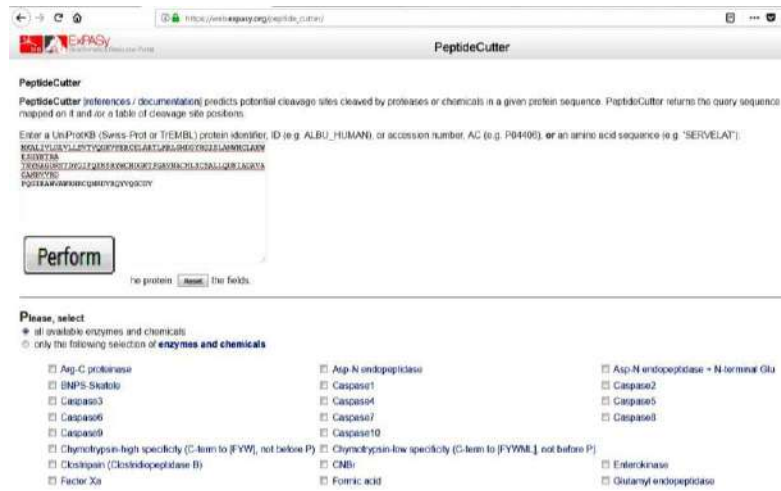 https://web.expasy.org/peptide_cutter/
ExPASy
PeptideCutter
PeptideCutter
PeptideCutter [references / documentation] predicts potential cleavage sites cleaved by proteases or chemicals in a given protein sequence. PeptideCutter returns the query sequence
mapped on it and /or a table of cleavage site positions.
Enter a UniProtKB (Swiss-Prot or TrEMBL) protein identifier, ID (e.g. ALBU_HUMAN), or accession number, AC (e.g. P04406), or an amino acid sequence (e.g. 'SERVELAT'):
Perform
he protein Reset the fields.
Please, select
all available enzymes and chemicals
only the following selection of enzymes and chemicals
Arg-C proteinase Asp-N endopeptidase Asp-N endopeptidase + N-terminal Glu
BNPS-Skatole Caspase1 Caspase2
Caspase3 Caspase4 Caspase5
Caspase6 Caspase7 Caspase8
Caspase9 Caspase10
Chymotrypsin-high specificity (C-term to [FYW], not before P) Chymotrypsin-low specificity (C-term to [FYWML], not before P)
Clostripain (Clostridiopeptidase B) CNBr Enterokinase
Factor Xa Formic acid Glutamyl endopeptidase